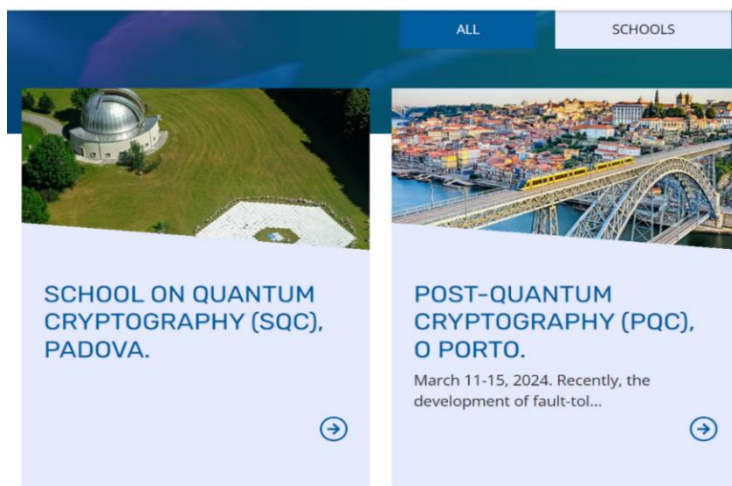 ALL
SCHOOLS
SCHOOL ON QUANTUM
CRYPTOGRAPHY (SQC),
PADOVA.
POST-QUANTUM
CRYPTOGRAPHY (PQC),
O PORTO.
March 11-15, 2024. Recently, the
development of fault-tol...